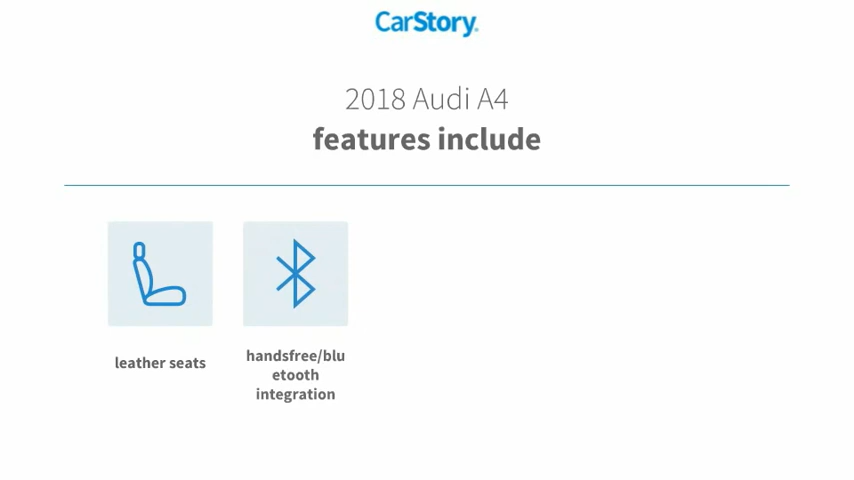 CarStory
2018 Audi A4
features include
leather seats
handsfree/blu
etooth
integration